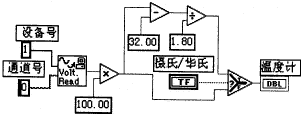 设备号
1
通道号
0
Volt.
Read
100.00
32.00
1.80
摄氏/华氏
TF
温度计
DBL